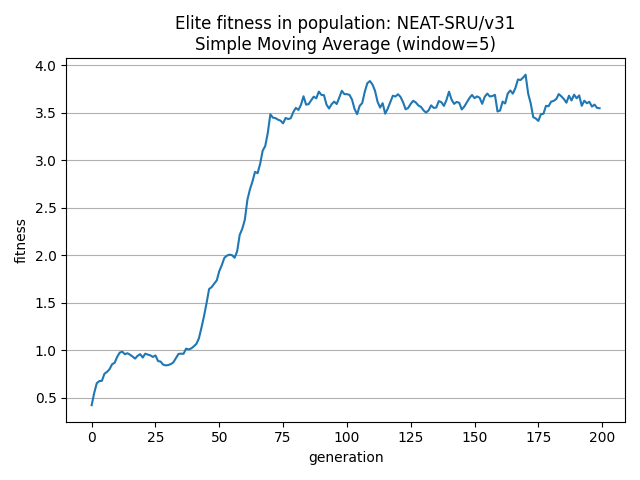 Elite fitness in population: NEAT-SRU/v31
Simple Moving Average (window=5)
4.0
3.5
3.0
2.5
2.0
1.5
1.0
0.5
fitness
0 25 50 75 100 125 150 175 200
generation